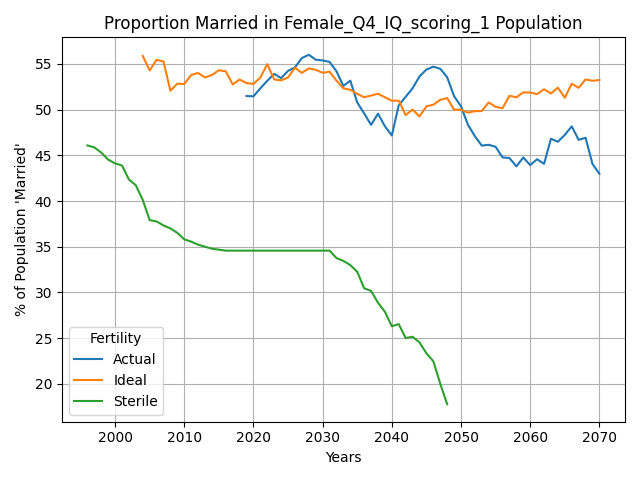 Proportion Married in Female_Q4_IQ_scoring_1 Population
% of Population 'Married'
55
50
45
40
35
30
25
20
Fertility
Actual
Ideal
Sterile
2000 2010 2020 2030 2040 2050 2060 2070
Years